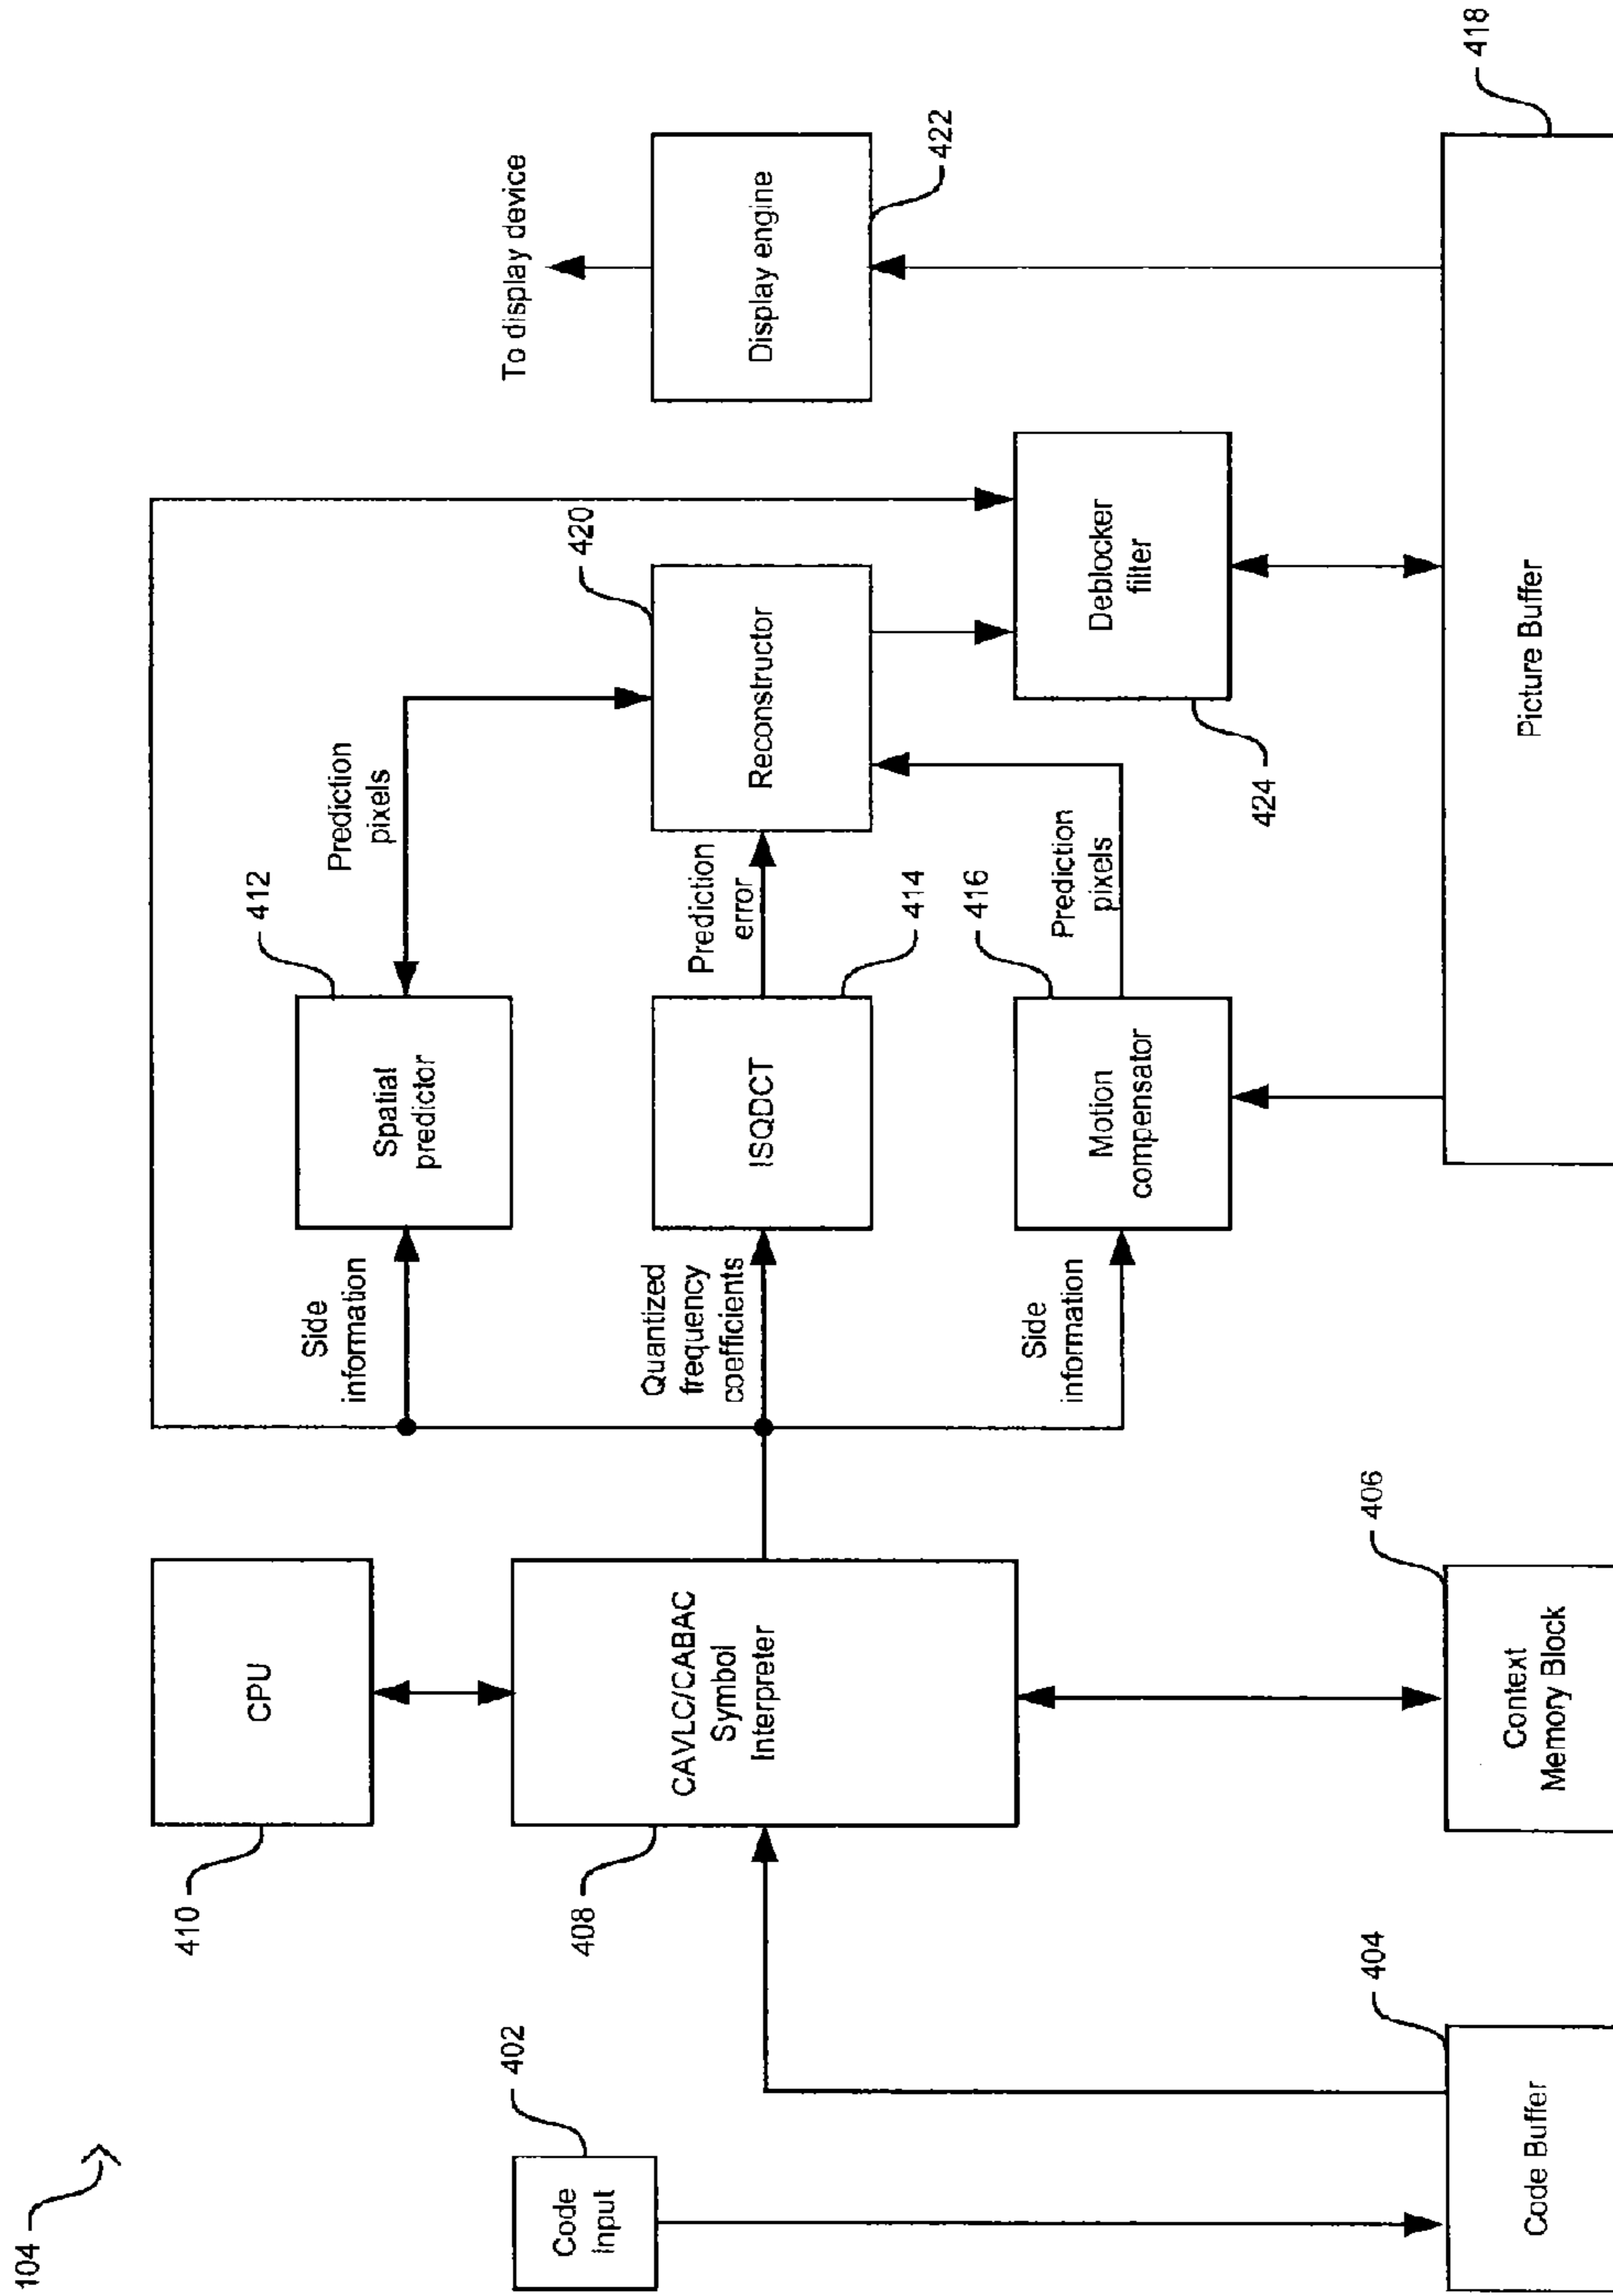 104
CPU
410
412
Spatial
predictor
Side
information
Prediction
pixels
To display device
402
Code
Input
CAVLC/CABAC
Symbol
Interpreter
408
Quantized
frequency
coefficients
ISQDCT
414
Prediction
error
420
Reconstructor
Display engine
422
Side
information
416
Motion
compensator
Prediction
pixels
Deblocker
filter
424
404
Code Buffer
406
Context
Memory Block
Picture Buffer
418